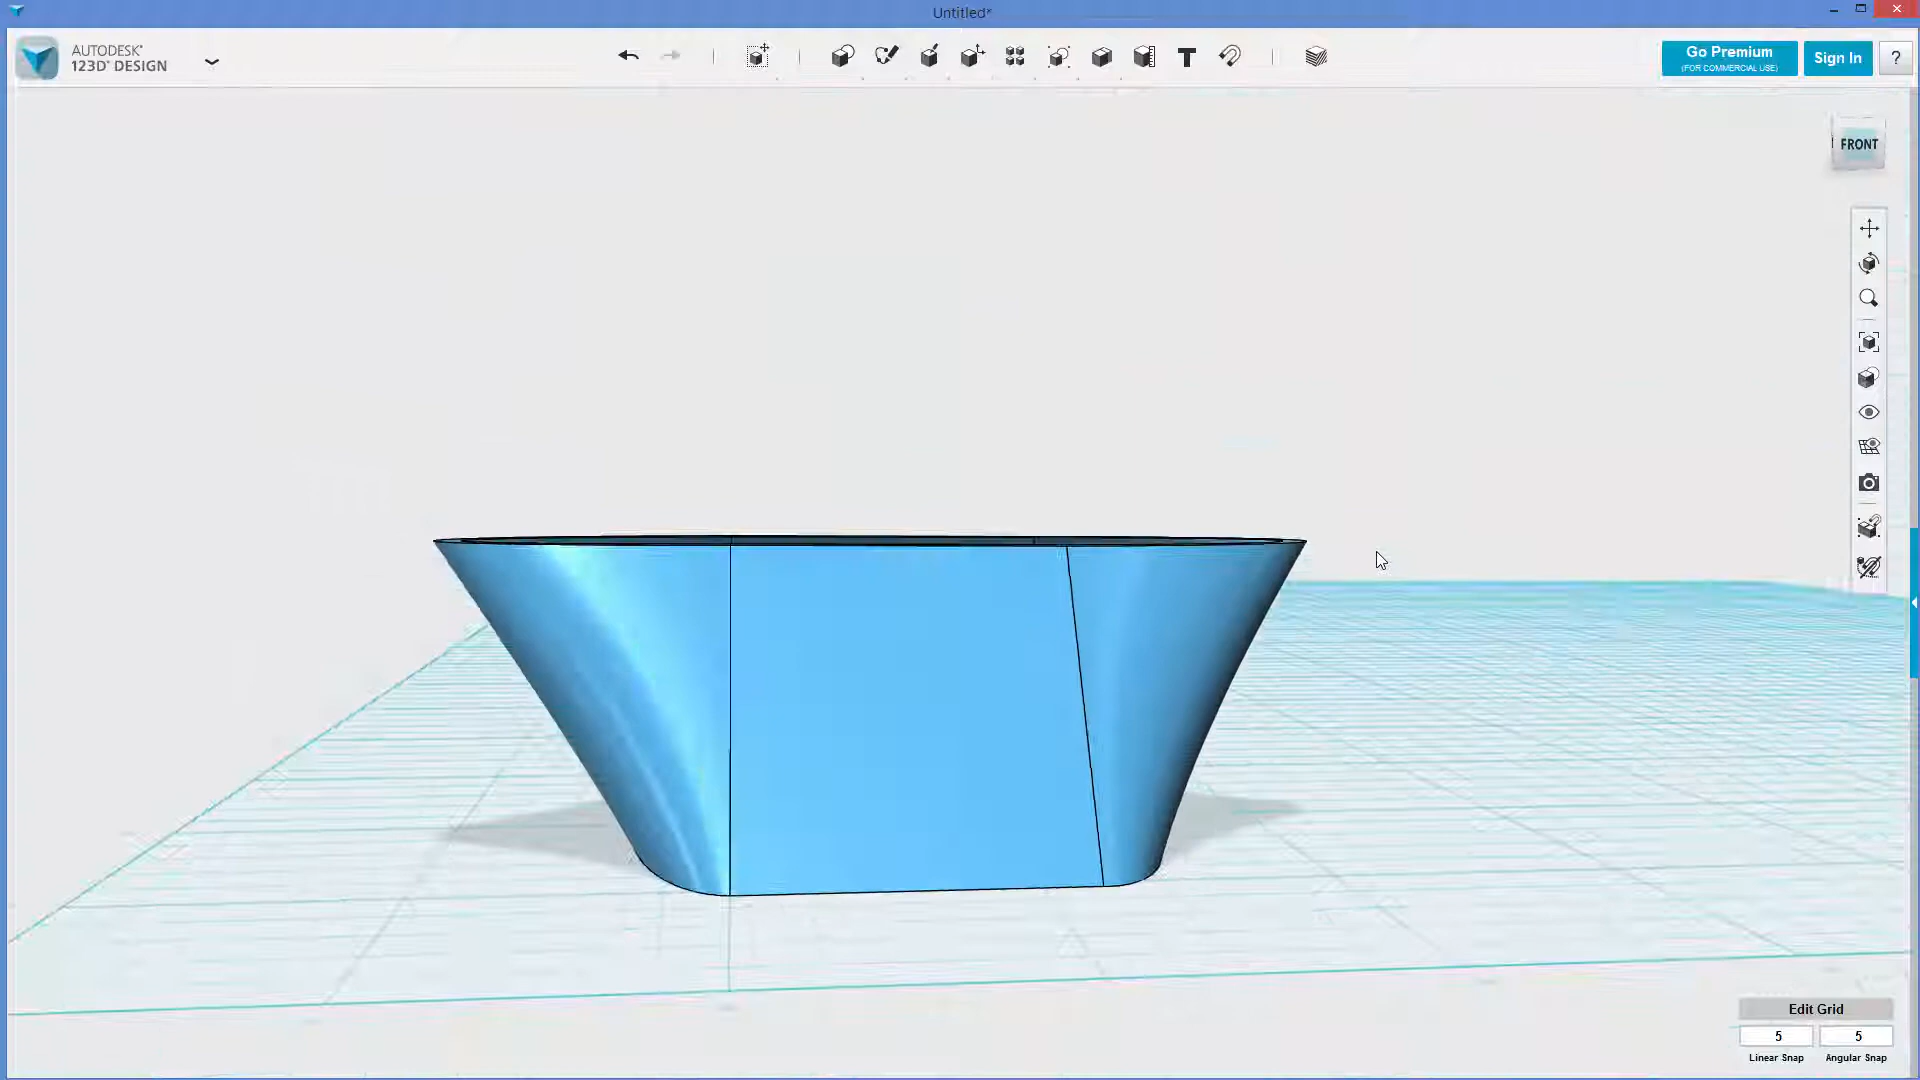 Untitled*
AUTODESK®
123D® DESIGN
T
Go Premium
(FOR COMMERCIAL USE)
Sign In
?
FRONT
Edit Grid
5 5
Linear Snap Angular Snap